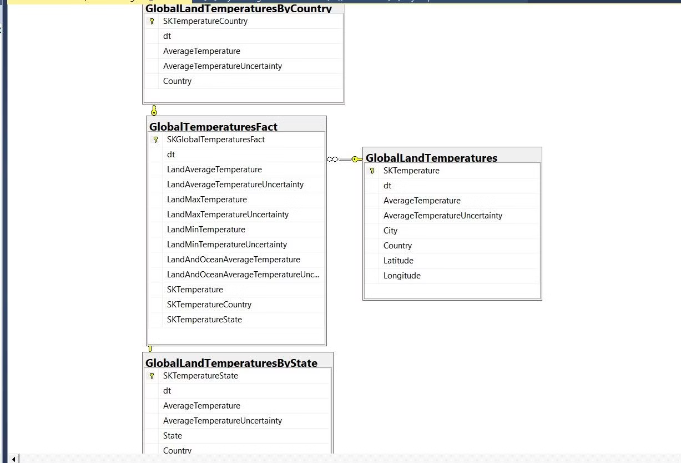 GlobalLandTemperaturesByCountry
SKTemperatureCountry
dt
AverageTemperature
AverageTemperatureUncertainty
Country
GlobalTemperaturesFact
SKGlobalTemperaturesFact
dt
LandAverageTemperature
LandAverageTemperatureUncertainty
LandMaxTemperature
LandMaxTemperatureUncertainty
LandMinTemperature
LandMinTemperatureUncertainty
LandAndOceanAverageTemperature
LandAndOceanAverageTemperatureUnc...
SKTemperature
SKTemperatureCountry
SKTemperatureState
GlobalLandTemperatures
SKTemperature
dt
AverageTemperature
AverageTemperatureUncertainty
City
Country
Latitude
Longitude
GlobalLandTemperaturesByState
SKTemperatureState
dt
AverageTemperature
AverageTemperatureUncertainty
State
Country